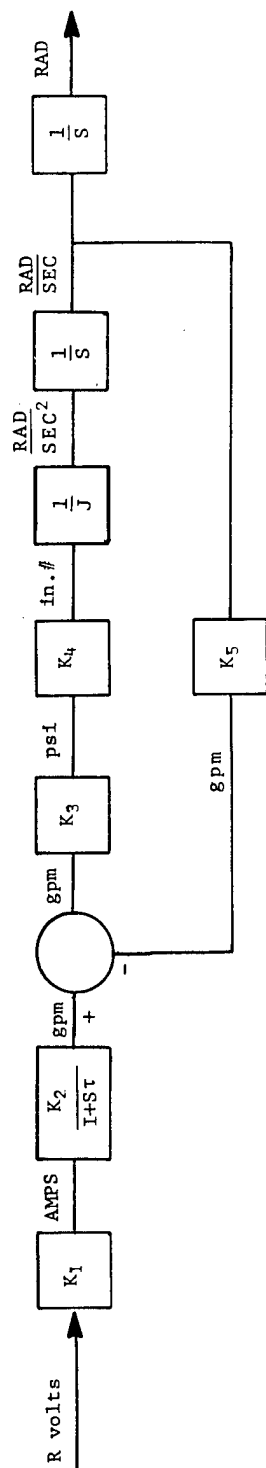 R volts
K₁
AMPS
K₂
1+Sτ
gpm
+
-
gpm
K₃
psi
K₄
in.#
1
J
RAD
SEC²
1
S
RAD
SEC
1
S
RAD
K₅
gpm